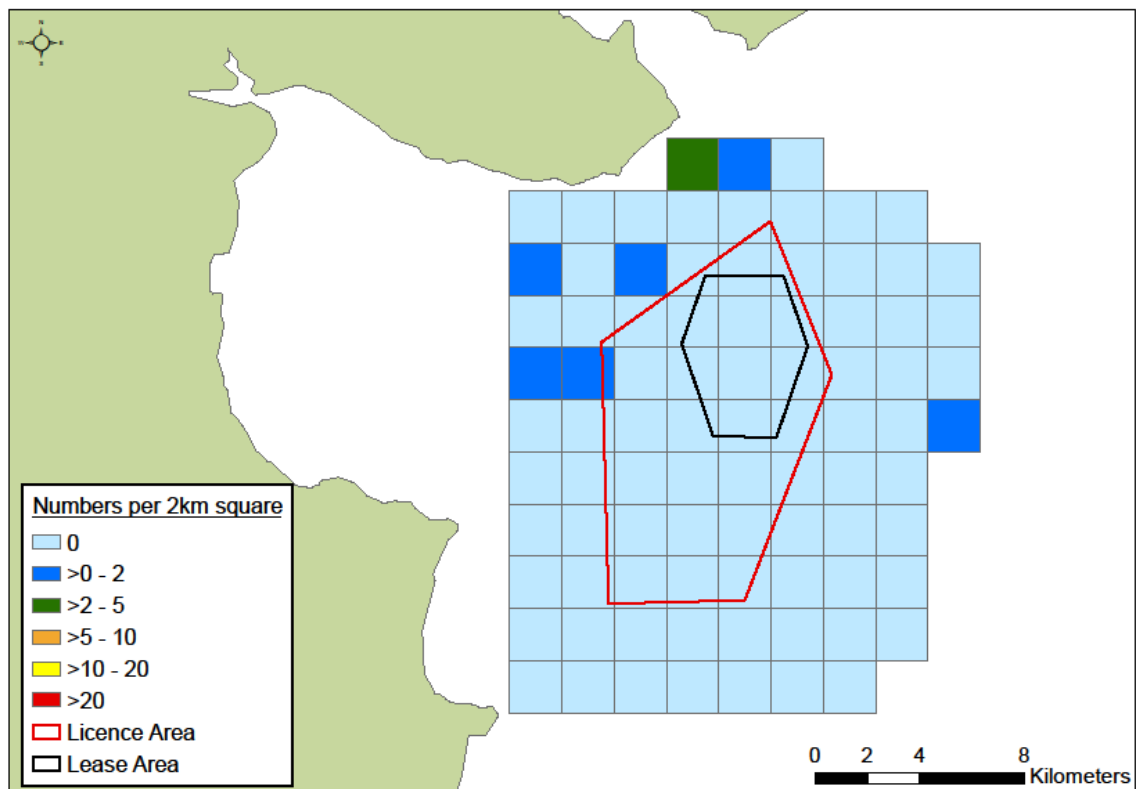 N
E
S
Numbers per 2km square
0
>0 - 2
>2 - 5
>5 - 10
>10 - 20
>20
Licence Area
Lease Area
0 2 4 8
Kilometers